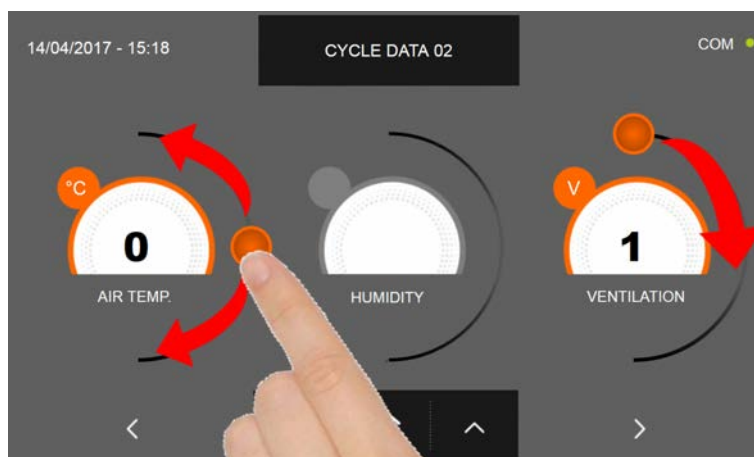 14/04/2017 - 15:18
CYCLE DATA 02
COM
°C
V
0
1
AIR TEMP.
HUMIDITY
VENTILATION